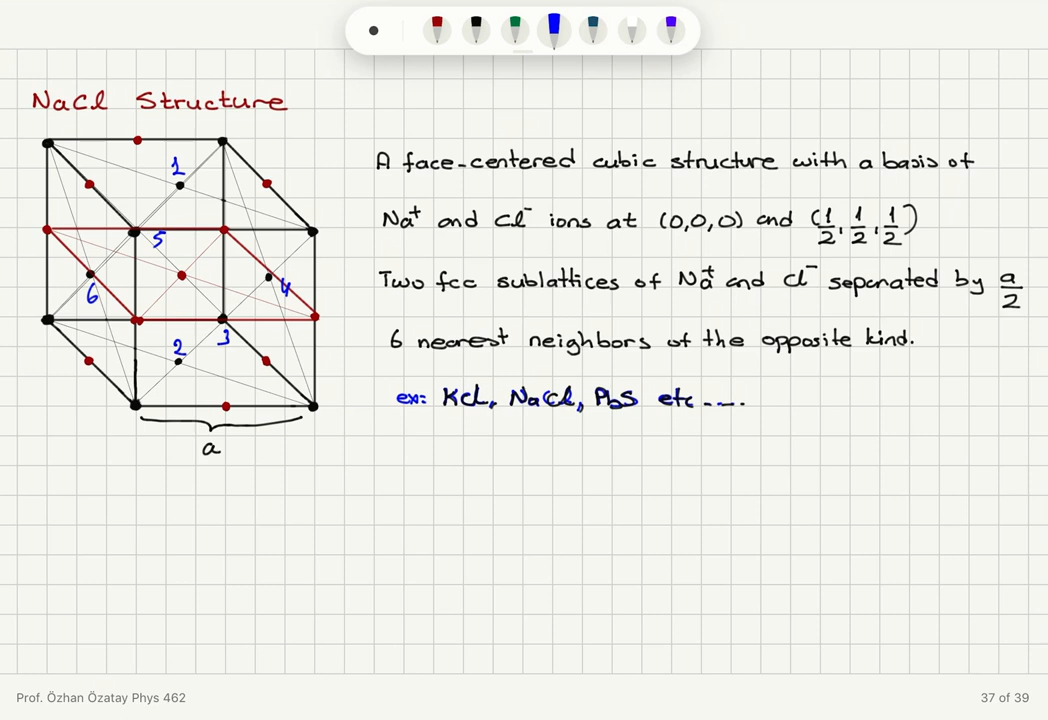 NaCl Structure
A face-centered cubic structure with a basis of
Na⁺ and Cl⁻ ions at (0,0,0) and (1/2, 1/2, 1/2)
Two fcc sublattices of Na⁺ and Cl⁻ separated by a/2
6 nearest neighbors of the opposite kind.
ex: KCl, NaCl, PbS etc ----
1
5
4
6
2
3
a
Prof. Özhan Özatay Phys 462
37 of 39